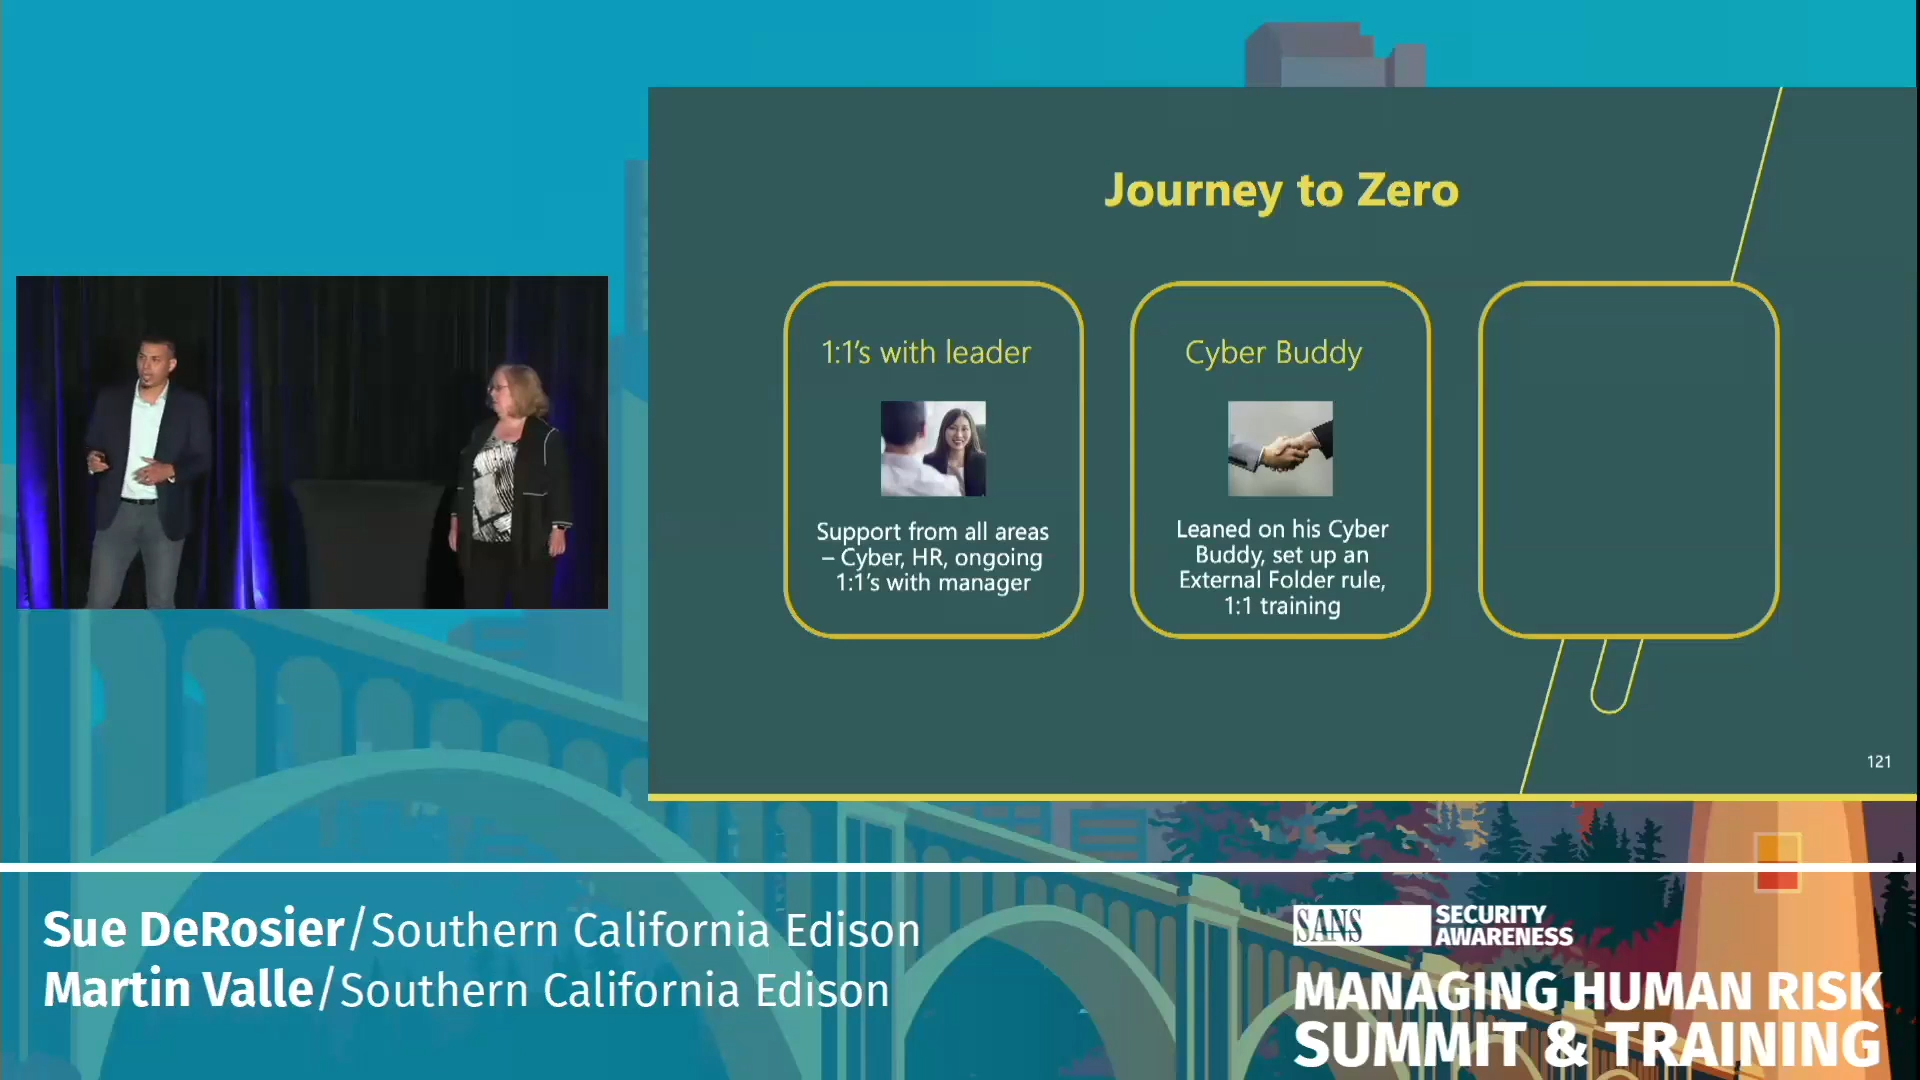 Journey to Zero
1:1's with leader
Support from all areas
– Cyber, HR, ongoing
1:1's with manager
Cyber Buddy
Leaned on his Cyber
Buddy, set up an
External Folder rule,
1:1 training
121
Sue DeRosier/Southern California Edison
Martin Valle/Southern California Edison
SANS
SECURITY
AWARENESS
MANAGING HUMAN RISK
SUMMIT & TRAINING